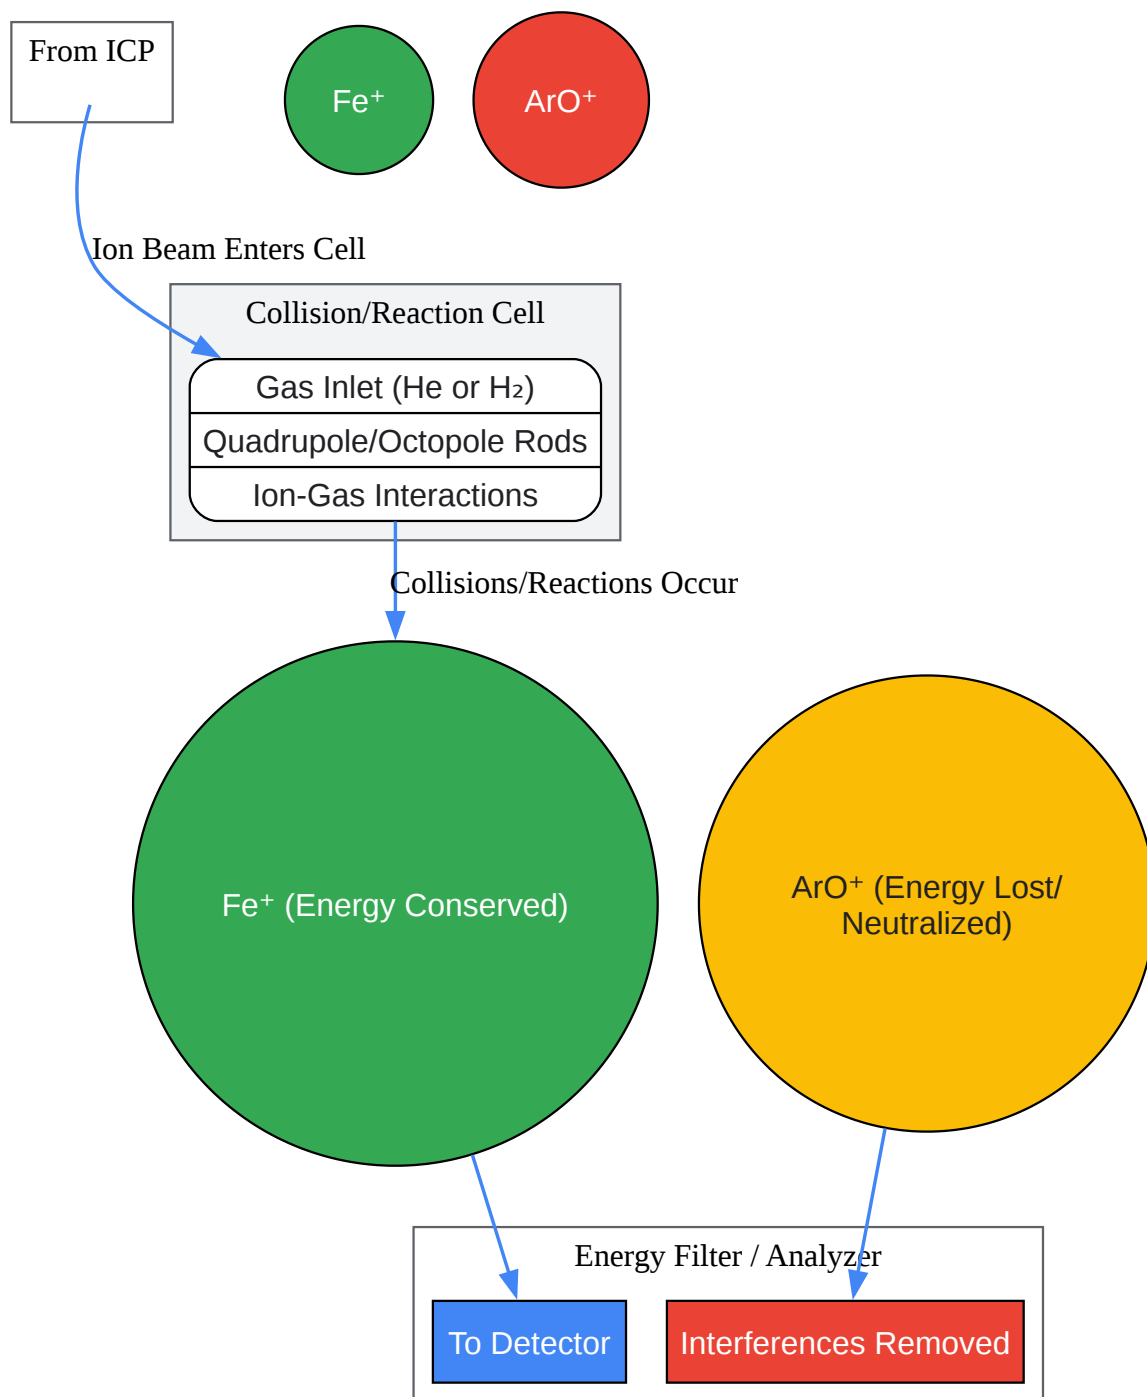 From ICP
Fe⁺
ArO⁺
Ion Beam Enters Cell
Collision/Reaction Cell
Gas Inlet (He or H₂)
Quadrupole/Octopole Rods
Ion-Gas Interactions
Collisions/Reactions Occur
Fe⁺ (Energy Conserved)
ArO⁺ (Energy Lost/
Neutralized)
Energy Filter / Analyzer
To Detector
Interferences Removed